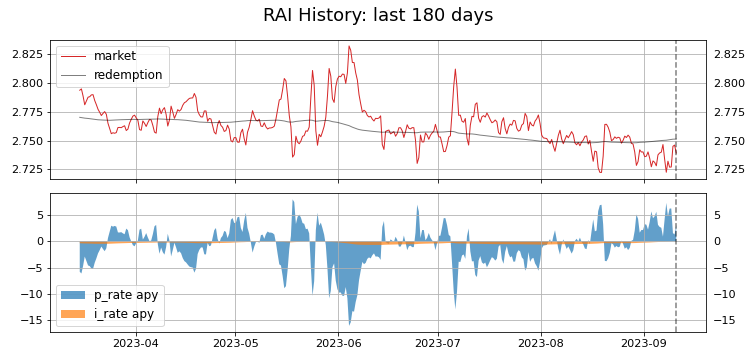 RAI History: last 180 days
2.825 2.825
2.800 2.800
2.775 2.775
2.750 2.750
2.725 2.725
market
redemption
5 5
0 0
−5 −5
−10 −10
−15 −15
p_rate apy
i_rate apy
2023-04 2023-05 2023-06 2023-07 2023-08 2023-09